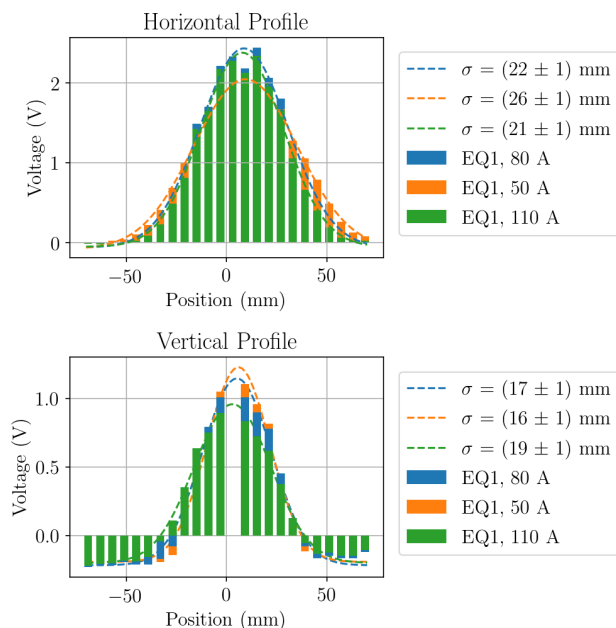 Horizontal Profile
Voltage (V)
2
1
0
−50
0
50
Position (mm)
σ = (22 ± 1) mm
σ = (26 ± 1) mm
σ = (21 ± 1) mm
EQ1, 80 A
EQ1, 50 A
EQ1, 110 A
Vertical Profile
Voltage (V)
1.0
0.5
0.0
−50
0
50
Position (mm)
σ = (17 ± 1) mm
σ = (16 ± 1) mm
σ = (19 ± 1) mm
EQ1, 80 A
EQ1, 50 A
EQ1, 110 A